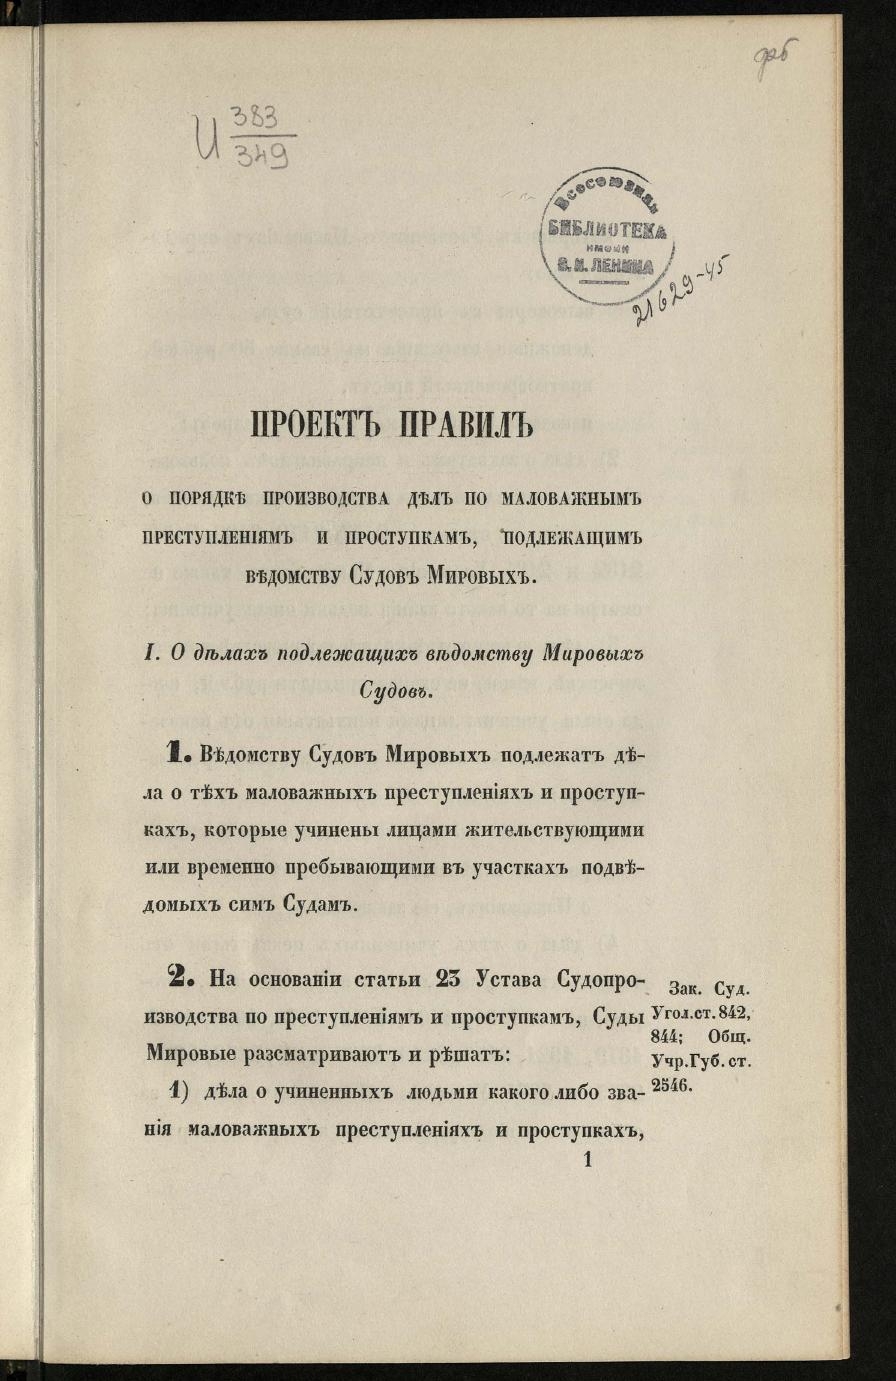 И 383
349
Всесоюзная
БИБЛИОТЕКА
ИМЕНИ
В. И. ЛЕНИНА
21629-45
ПРОЕКТЪ ПРАВИЛЪ
О ПОРЯДКѢ ПРОИЗВОДСТВА ДѢЛЪ ПО МАЛОВАЖНЫМЪ
ПРЕСТУПЛЕНІЯМЪ И ПРОСТУПКАМЪ, ПОДЛЕЖАЩИМЪ
ВѢДОМСТВУ СУДОВЪ МИРОВЫХЪ.
I. О дѣлахъ подлежащихъ вѣдомству Мировыхъ
Судовъ.
1. Вѣдомству Судовъ Мировыхъ подлежатъ дѣ-
ла о тѣхъ маловажныхъ преступленіяхъ и проступ-
кахъ, которые учинены лицами жительствующими
или временно пребывающими въ участкахъ подвѣ-
домыхъ симъ Судамъ.
2. На основаніи статьи 23 Устава Судопро-
изводства по преступленіямъ и проступкамъ, Суды
Мировые разсматриваютъ и рѣшатъ:
1) дѣла о учиненныхъ людьми какого либо зва-
нія маловажныхъ преступленіяхъ и проступкахъ,
Зак. Суд.
Угол. ст. 842,
844; Общ.
Учр. Губ. ст.
2546.
1